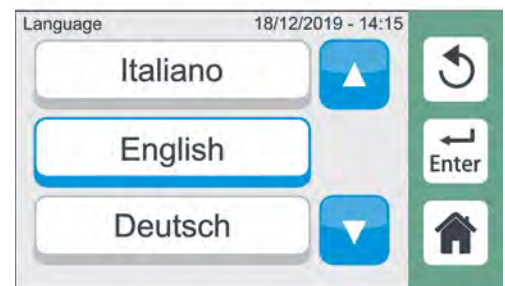 Language 18/12/2019 - 14:15
Italiano
English
Enter
Deutsch